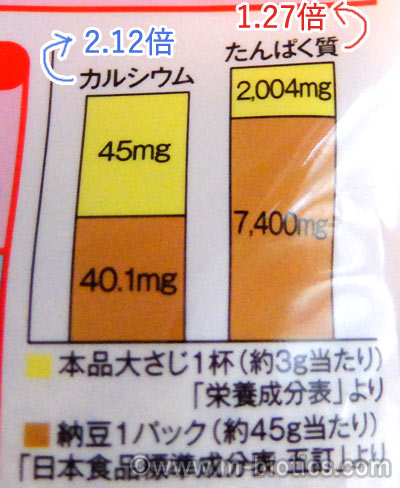 2.12倍
1.27倍
カルシウム
たんぱく質
45mg
2,004mg
40.1mg
7,400mg
本品大さじ1杯(約3g当たり)
「栄養成分表」より
納豆1パック(約45g当たり)
「日本食品標準成分表 五訂」より
©www.m-biotics.com